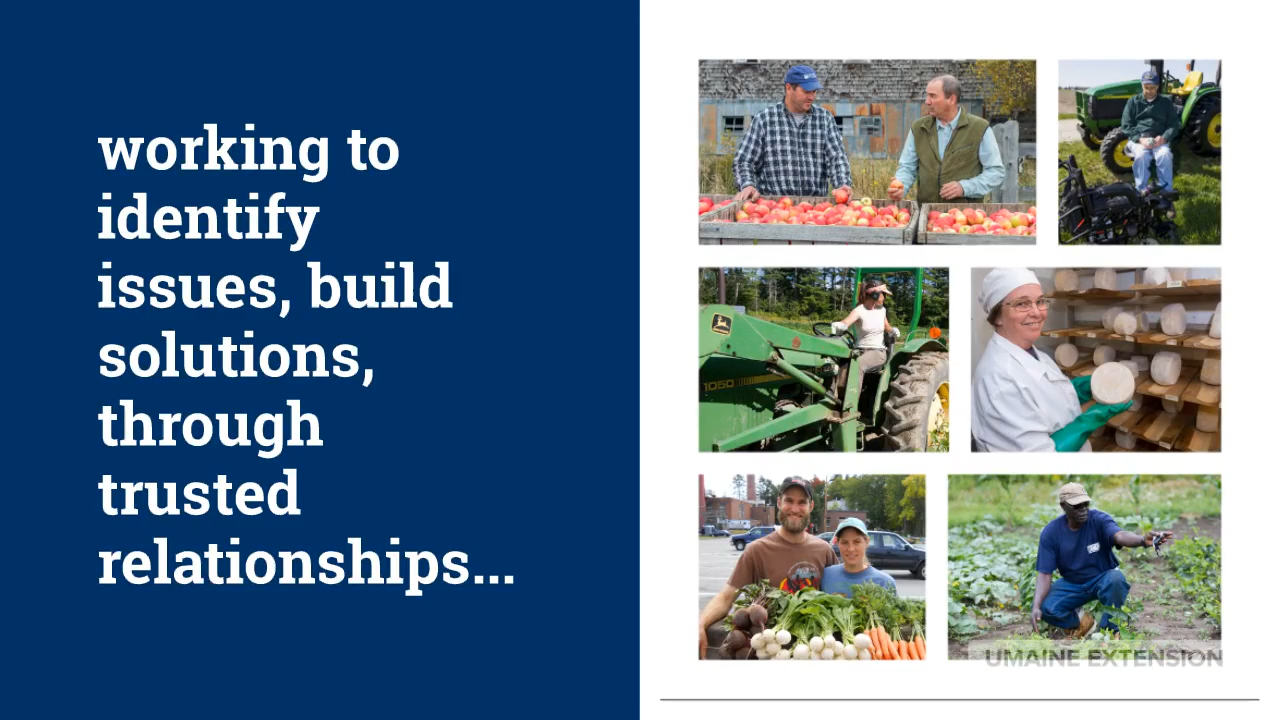 working to
identify
issues, build
solutions,
through
trusted
relationships...
1050
UMAINE EXTENSION